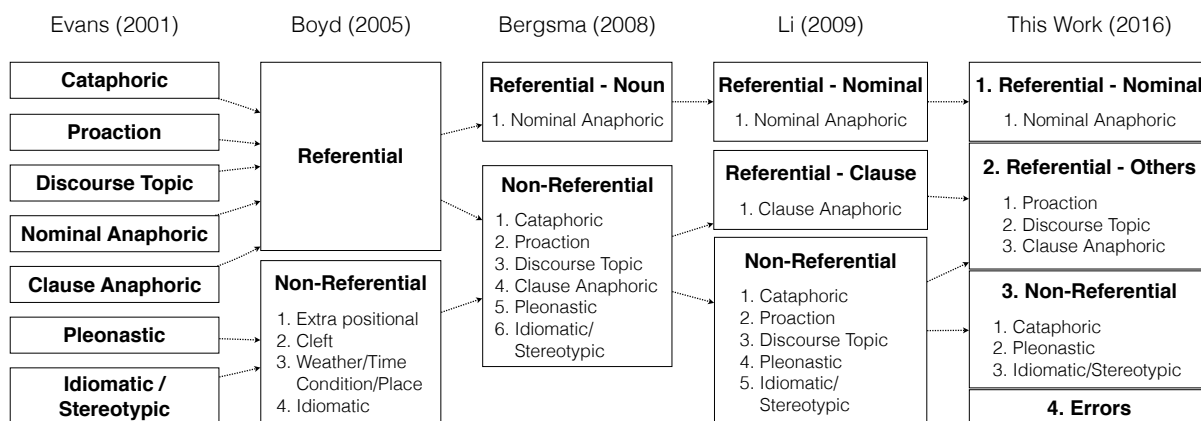 Evans (2001)
Boyd (2005)
Bergsma (2008)
Li (2009)
This Work (2016)
Cataphoric
Proaction
Discourse Topic
Nominal Anaphoric
Clause Anaphoric
Pleonastic
Idiomatic /
Stereotypic
Referential
Non-Referential
1. Extra positional
2. Cleft
3. Weather/Time
Condition/Place
4. Idiomatic
Referential - Noun
1. Nominal Anaphoric
Non-Referential
1. Cataphoric
2. Proaction
3. Discourse Topic
4. Clause Anaphoric
5. Pleonastic
6. Idiomatic/
Stereotypic
Referential - Nominal
1. Nominal Anaphoric
Referential - Clause
1. Clause Anaphoric
Non-Referential
1. Cataphoric
2. Proaction
3. Discourse Topic
4. Pleonastic
5. Idiomatic/
Stereotypic
1. Referential - Nominal
1. Nominal Anaphoric
2. Referential - Others
1. Proaction
2. Discourse Topic
3. Clause Anaphoric
3. Non-Referential
1. Cataphoric
2. Pleonastic
3. Idiomatic/Stereotypic
4. Errors